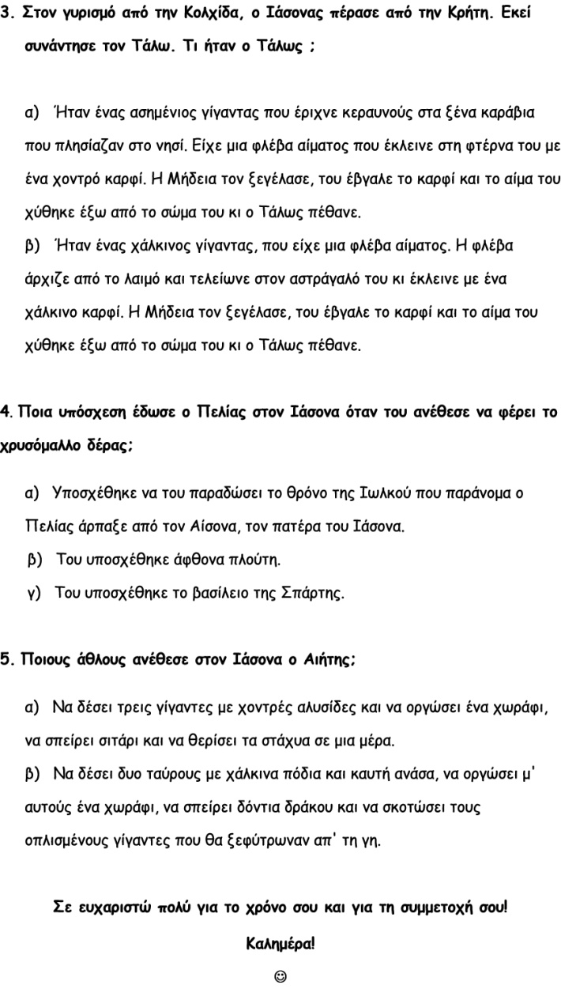 3. Στον γυρισμό από την Κολχίδα, ο Ιάσονας πέρασε από την Κρήτη. Εκεί
συνάντησε τον Τάλω. Τι ήταν ο Τάλως ;
α) Ήταν ένας ασημένιος γίγαντας που έριχνε κεραυνούς στα ξένα καράβια
που πλησίαζαν στο νησί. Είχε μια φλέβα αίματος που έκλεινε στη φτέρνα του με
ένα χοντρό καρφί. Η Μήδεια τον ξεγέλασε, του έβγαλε το καρφί και το αίμα του
χύθηκε έξω από το σώμα του κι ο Τάλως πέθανε.
β) Ήταν ένας χάλκινος γίγαντας, που είχε μια φλέβα αίματος. Η φλέβα
άρχιζε από το λαιμό και τελείωνε στον αστράγαλό του κι έκλεινε με ένα
χάλκινο καρφί. Η Μήδεια τον ξεγέλασε, του έβγαλε το καρφί και το αίμα του
χύθηκε έξω από το σώμα του κι ο Τάλως πέθανε.
4. Ποια υπόσχεση έδωσε ο Πελίας στον Ιάσονα όταν του ανέθεσε να φέρει το
χρυσόμαλλο δέρας;
α) Υποσχέθηκε να του παραδώσει το θρόνο της Ιωλκού που παράνομα ο
Πελίας άρπαξε από τον Αίσονα, τον πατέρα του Ιάσονα.
β) Του υποσχέθηκε άφθονα πλούτη.
γ) Του υποσχέθηκε το βασίλειο της Σπάρτης.
5. Ποιους άθλους ανέθεσε στον Ιάσονα ο Αιήτης;
α) Να δέσει τρεις γίγαντες με χοντρές αλυσίδες και να οργώσει ένα χωράφι,
να σπείρει σιτάρι και να θερίσει τα στάχυα σε μια μέρα.
β) Να δέσει δυο ταύρους με χάλκινα πόδια και καυτή ανάσα, να οργώσει μ'
αυτούς ένα χωράφι, να σπείρει δόντια δράκου και να σκοτώσει τους
οπλισμένους γίγαντες που θα ξεφύτρωναν απ' τη γη.
Σε ευχαριστώ πολύ για το χρόνο σου και για τη συμμετοχή σου!
Καλημέρα!
☺